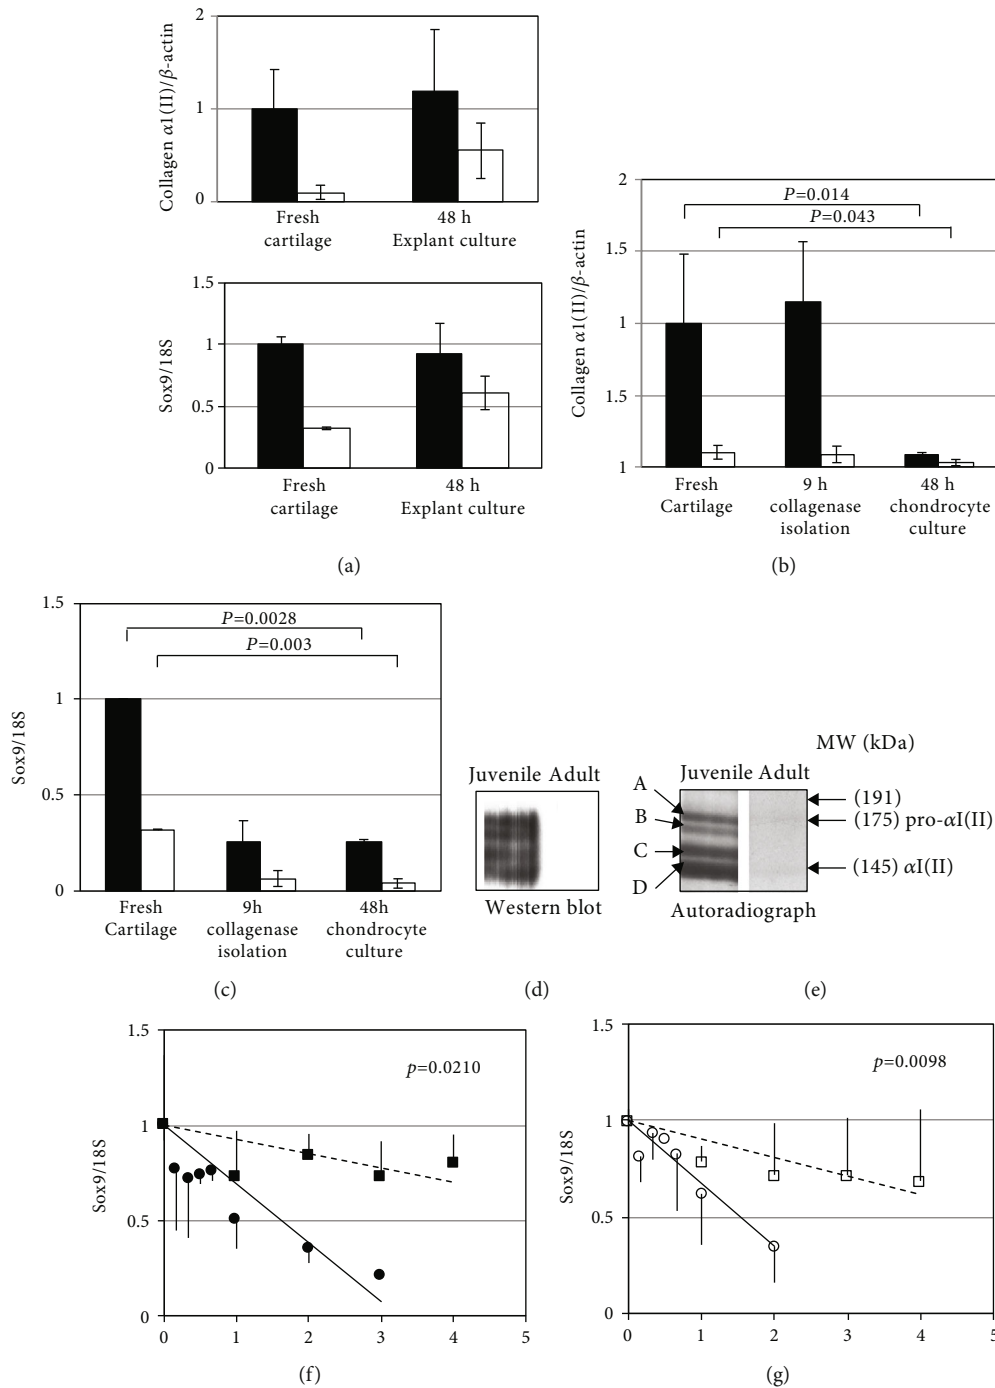 2
1
0
Collagen α1(II)/β-actin
Fresh
cartilage
48 h
Explant culture
1.5
1
0.5
0
Sox9/18S
Fresh
cartilage
48 h
Explant culture
(a)
2
1.5
1
1.5
1
Collagen α1(II)/β-actin
P=0.014
P=0.043
Fresh
Cartilage
9 h
collagenase
isolation
48 h
chondrocyte
culture
(b)
1.5
1
0.5
0
Sox9/18S
P=0.0028
P=0.003
Fresh
Cartilage
9h
collagenase
isolation
48h
chondrocyte
culture
(c)
Juvenile Adult
Western blot
(d)
MW (kDa)
Juvenile Adult
A
B
C
D
(191)
(175) pro-αI(II)
(145) αI(II)
Autoradiograph
(e)
1.5
1
0.5
0
Sox9/18S
p=0.0210
0 1 2 3 4 5
(f)
1.5
1
0.5
0
Sox9/18S
p=0.0098
0 1 2 3 4 5
(g)